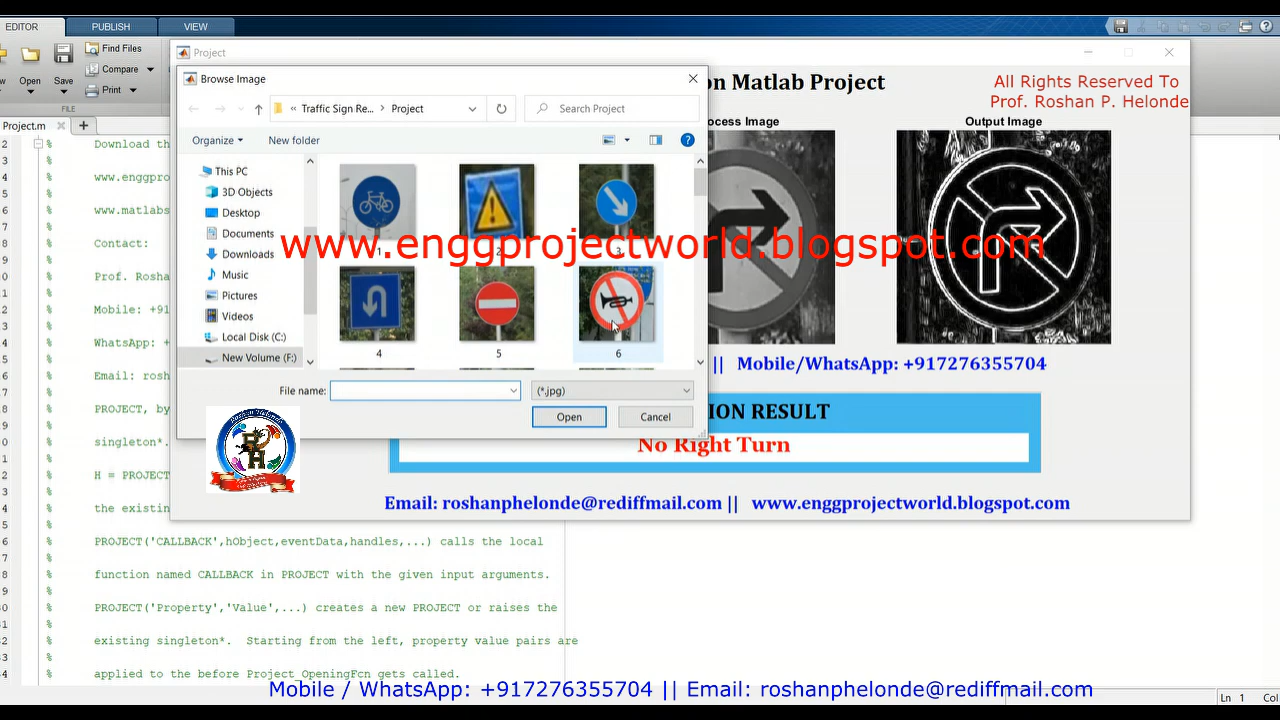 EDITOR
PUBLISH
VIEW
Find Files
Compare
Print
Open
Save
FILE
Project.m
Project
on Matlab Project
All Rights Reserved To
Prof. Roshan P. Helonde
ocess Image
Output Image
Browse Image
Traffic Sign Re...
Project
Search Project
Organize
New folder
This PC
3D Objects
Desktop
Documents
Downloads
Music
Pictures
Videos
Local Disk (C:)
New Volume (F:)
1
2
3
4
5
6
File name:
(*.jpg)
Open
Cancel
www.enggprojectworld.blogspot.com
|| Mobile/WhatsApp: +917276355704
ION RESULT
No Right Turn
Email: roshanphelonde@rediffmail.com || www.enggprojectworld.blogspot.com
% Download th
% www.enggpro
% www.matlabs
% Contact:
% Prof. Rosha
% Mobile: +91
% WhatsApp: +
% Email: rosh
% PROJECT, by
% singleton*.
% H = PROJECT
% the existin
% PROJECT('CALLBACK',hObject,eventData,handles,...) calls the local
% function named CALLBACK in PROJECT with the given input arguments.
% PROJECT('Property','Value',...) creates a new PROJECT or raises the
% existing singleton*. Starting from the left, property value pairs are
% applied to the before Project_OpeningFcn gets called.
Mobile / WhatsApp: +917276355704 || Email: roshanphelonde@rediffmail.com
Ln 1 Col